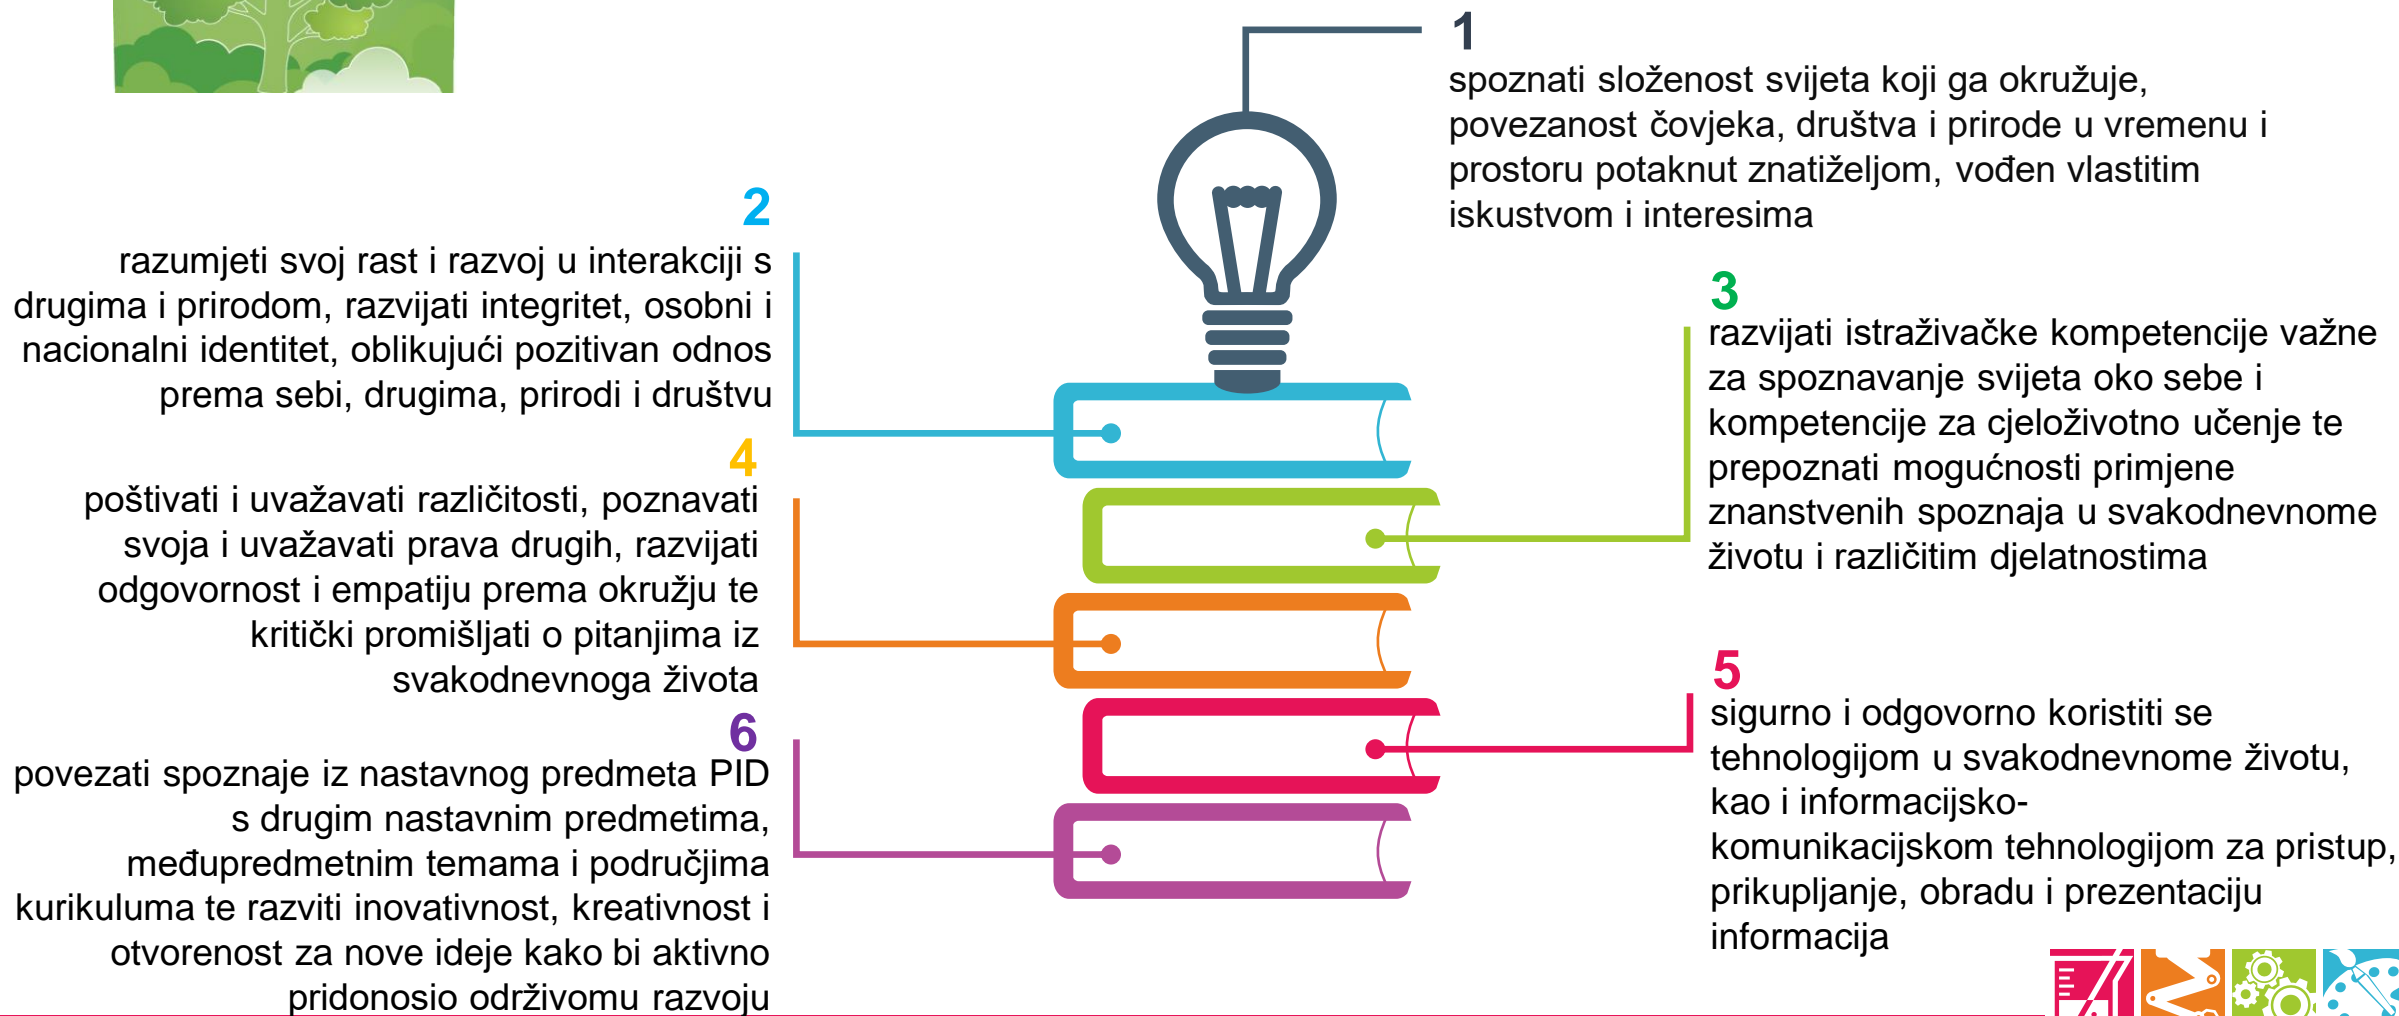 1
spoznati složenost svijeta koji ga okružuje,
povezanost čovjeka, društva i prirode u vremenu i
prostoru potaknut znatiželjom, vođen vlastitim
iskustvom i interesima
2
razumjeti svoj rast i razvoj u interakciji s
drugima i prirodom, razvijati integritet, osobni i
nacionalni identitet, oblikujući pozitivan odnos
prema sebi, drugima, prirodi i društvu
3
razvijati istraživačke kompetencije važne
za spoznavanje svijeta oko sebe i
kompetencije za cjeloživotno učenje te
prepoznati mogućnosti primjene
znanstvenih spoznaja u svakodnevnome
životu i različitim djelatnostima
4
poštivati i uvažavati različitosti, poznavati
svoja i uvažavati prava drugih, razvijati
odgovornost i empatiju prema okružju te
kritički promišljati o pitanjima iz
svakodnevnoga života
5
sigurno i odgovorno koristiti se
tehnologijom u svakodnevnome životu,
kao i informacijsko-
komunikacijskom tehnologijom za pristup,
prikupljanje, obradu i prezentaciju
informacija
6
povezati spoznaje iz nastavnog predmeta PID
s drugim nastavnim predmetima,
međupredmetnim temama i područjima
kurikuluma te razviti inovativnost, kreativnost i
otvorenost za nove ideje kako bi aktivno
pridonosio održivomu razvoju